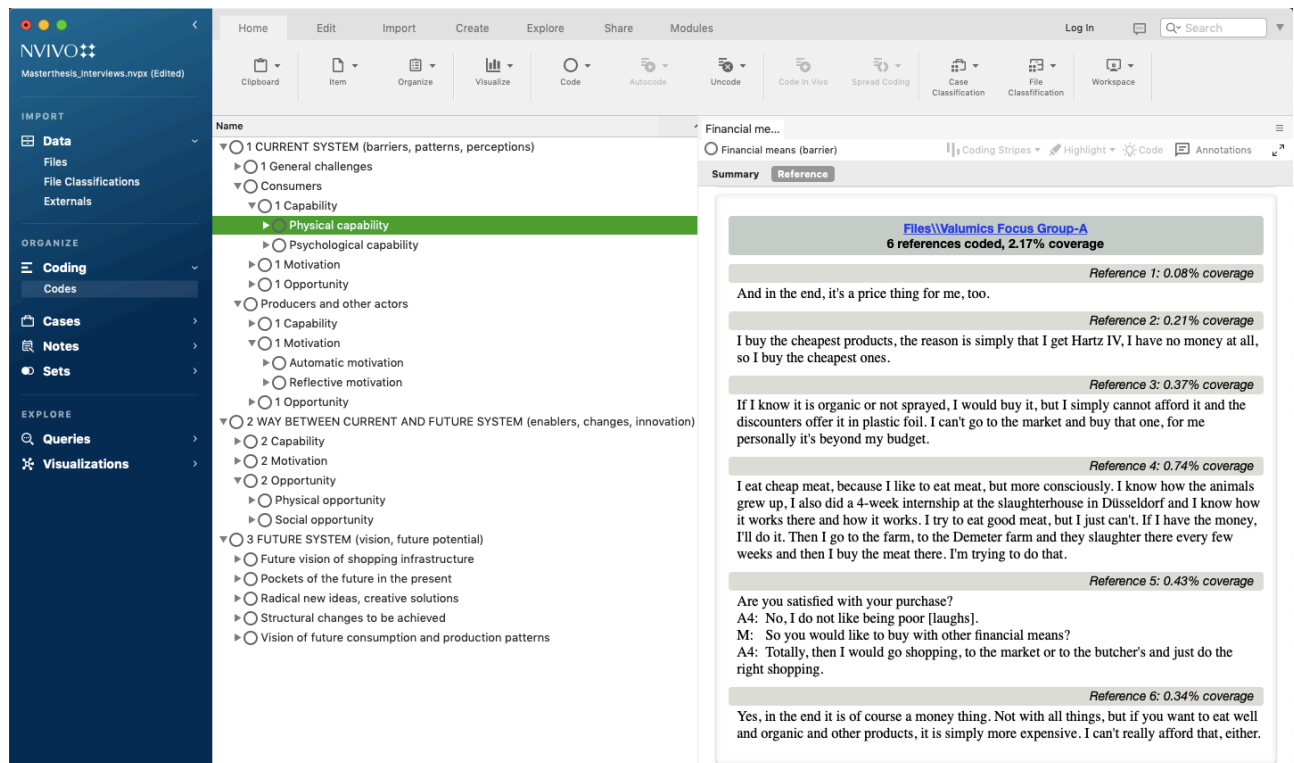 NVIVO
Masterthesis_Interviews.nvpx (Edited)
IMPORT
Data
Files
File Classifications
Externals
ORGANIZE
Coding
Codes
Cases
Notes
Sets
EXPLORE
Queries
Visualizations
Home Edit Import Create Explore Share Modules Log In Search
Clipboard Item Organize Visualize Code Autocode Uncode Code In Vivo Spread Coding Case Classification File Classfification Workspace
Name
1 CURRENT SYSTEM (barriers, patterns, perceptions)
1 General challenges
Consumers
1 Capability
Physical capability
Psychological capability
1 Motivation
1 Opportunity
Producers and other actors
1 Capability
1 Motivation
Automatic motivation
Reflective motivation
1 Opportunity
2 WAY BETWEEN CURRENT AND FUTURE SYSTEM (enablers, changes, innovation)
2 Capability
2 Motivation
2 Opportunity
Physical opportunity
Social opportunity
3 FUTURE SYSTEM (vision, future potential)
Future vision of shopping infrastructure
Pockets of the future in the present
Radical new ideas, creative solutions
Structural changes to be achieved
Vision of future consumption and production patterns
Financial me...
Financial means (barrier) Coding Stripes Highlight Code Annotations
Summary Reference
Files\\Valumics Focus Group-A
6 references coded, 2.17% coverage
Reference 1: 0.08% coverage
And in the end, it's a price thing for me, too.
Reference 2: 0.21% coverage
I buy the cheapest products, the reason is simply that I get Hartz IV, I have no money at all,
so I buy the cheapest ones.
Reference 3: 0.37% coverage
If I know it is organic or not sprayed, I would buy it, but I simply cannot afford it and the
discounters offer it in plastic foil. I can't go to the market and buy that one, for me
personally it's beyond my budget.
Reference 4: 0.74% coverage
I eat cheap meat, because I like to eat meat, but more consciously. I know how the animals
grew up, I also did a 4-week internship at the slaughterhouse in Düsseldorf and I know how
it works there and how it works. I try to eat good meat, but I just can't. If I have the money,
I'll do it. Then I go to the farm, to the Demeter farm and they slaughter there every few
weeks and then I buy the meat there. I'm trying to do that.
Reference 5: 0.43% coverage
Are you satisfied with your purchase?
A4: No, I do not like being poor [laughs].
M: So you would like to buy with other financial means?
A4: Totally, then I would go shopping, to the market or to the butcher's and just do the
right shopping.
Reference 6: 0.34% coverage
Yes, in the end it is of course a money thing. Not with all things, but if you want to eat well
and organic and other products, it is simply more expensive. I can't really afford that, either.